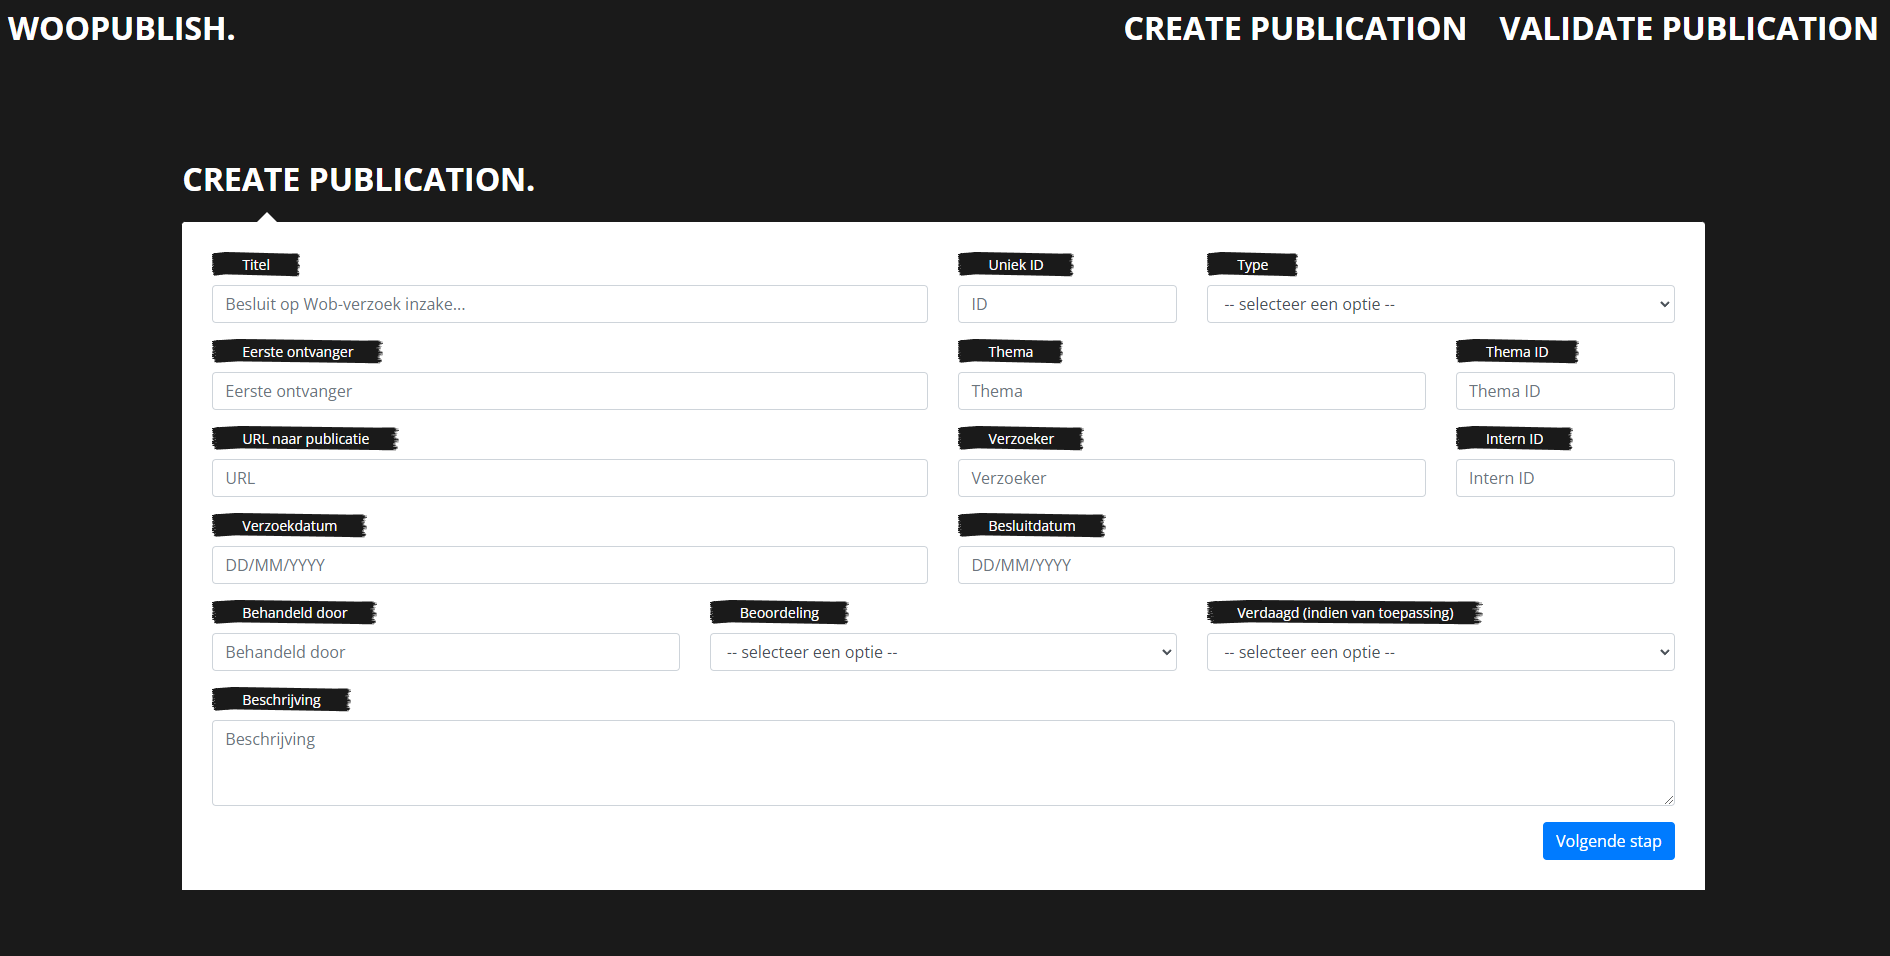 WOOPUBLISH. CREATE PUBLICATION VALIDATE PUBLICATION
CREATE PUBLICATION.
Titel Uniek ID Type
Besluit op Wob-verzoek inzake... ID -- selecteer een optie --
Eerste ontvanger Thema Thema ID
Eerste ontvanger Thema Thema ID
URL naar publicatie Verzoeker Intern ID
URL Verzoeker Intern ID
Verzoekdatum Besluitdatum
DD/MM/YYYY DD/MM/YYYY
Behandeld door Beoordeling Verdaagd (indien van toepassing)
Behandeld door -- selecteer een optie -- -- selecteer een optie --
Beschrijving
Beschrijving
Volgende stap